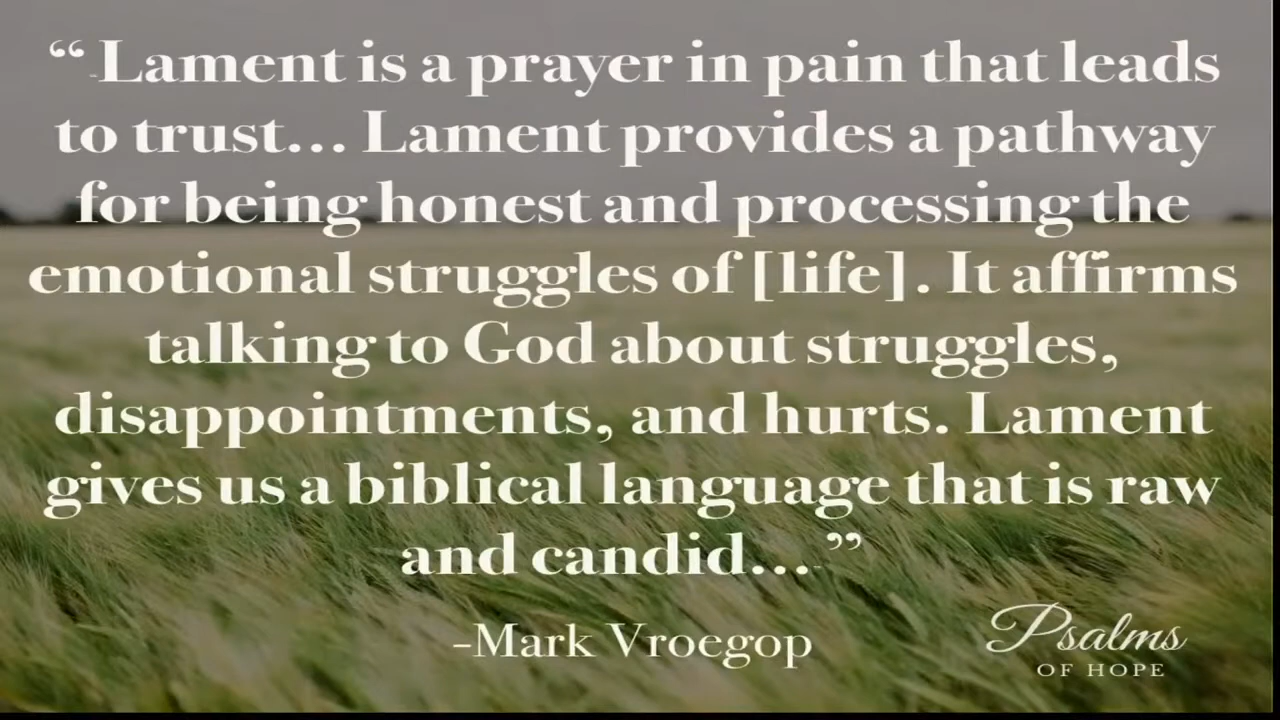 “Lament is a prayer in pain that leads
to trust... Lament provides a pathway
for being honest and processing the
emotional struggles of [life]. It affirms
talking to God about struggles,
disappointments, and hurts. Lament
gives us a biblical language that is raw
and candid...”
-Mark Vroegop
Psalms
OF HOPE